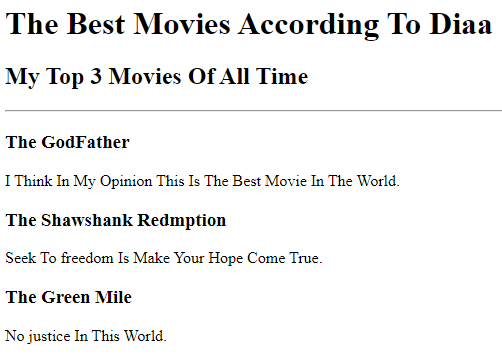 The Best Movies According To Diaa
My Top 3 Movies Of All Time
The GodFather
I Think In My Opinion This Is The Best Movie In The World.
The Shawshank Redmption
Seek To freedom Is Make Your Hope Come True.
The Green Mile
No justice In This World.